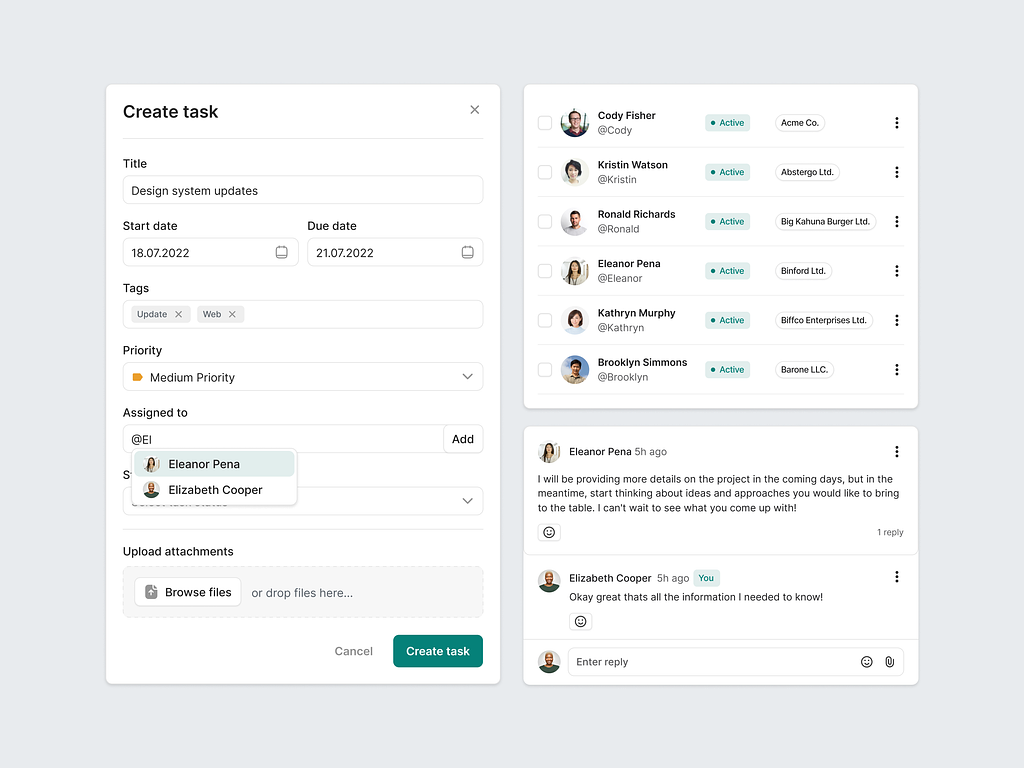 Create task
Title
Design system updates
Start date
Due date
18.07.2022
21.07.2022
Tags
Update
Web
Priority
Medium Priority
Assigned to
@El
Add
Eleanor Pena
Elizabeth Cooper
Upload attachments
Browse files
or drop files here...
Cancel
Create task
Cody Fisher
@Cody
Active
Acme Co.
Kristin Watson
@Kristin
Active
Abstergo Ltd.
Ronald Richards
@Ronald
Active
Big Kahuna Burger Ltd.
Eleanor Pena
@Eleanor
Active
Binford Ltd.
Kathryn Murphy
@Kathryn
Active
Biffco Enterprises Ltd.
Brooklyn Simmons
@Brooklyn
Active
Barone LLC.
Eleanor Pena 5h ago
I will be providing more details on the project in the coming days, but in the
meantime, start thinking about ideas and approaches you would like to bring
to the table. I can't wait to see what you come up with!
1 reply
Elizabeth Cooper 5h ago You
Okay great thats all the information I needed to know!
Enter reply